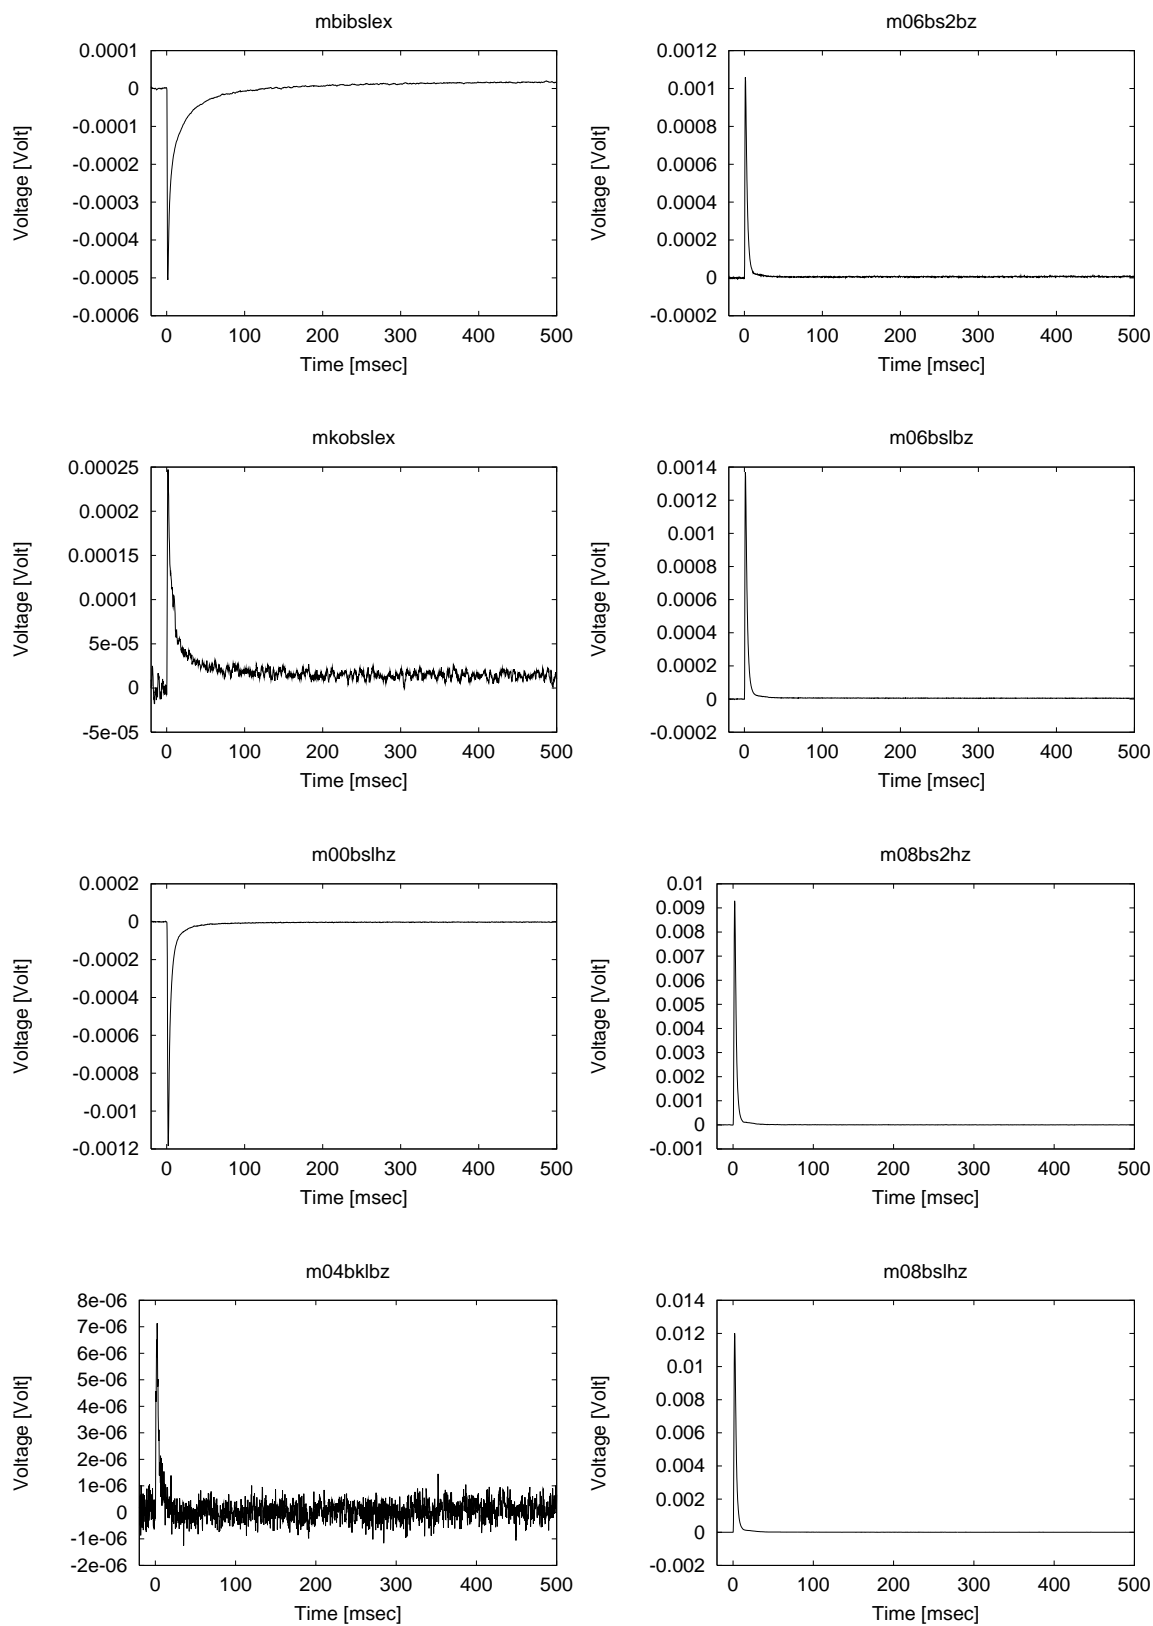 mbibslex
0.0001
0
-0.0001
-0.0002
-0.0003
-0.0004
-0.0005
-0.0006
0 100 200 300 400 500
Voltage [Volt]
Time [msec]
m06bs2bz
0.0012
0.001
0.0008
0.0006
0.0004
0.0002
0
-0.0002
0 100 200 300 400 500
Voltage [Volt]
Time [msec]
mkobslex
0.00025
0.0002
0.00015
0.0001
5e-05
0
-5e-05
0 100 200 300 400 500
Voltage [Volt]
Time [msec]
m06bslbz
0.0014
0.0012
0.001
0.0008
0.0006
0.0004
0.0002
0
-0.0002
0 100 200 300 400 500
Voltage [Volt]
Time [msec]
m00bslhz
0.0002
0
-0.0002
-0.0004
-0.0006
-0.0008
-0.001
-0.0012
0 100 200 300 400 500
Voltage [Volt]
Time [msec]
m08bs2hz
0.01
0.009
0.008
0.007
0.006
0.005
0.004
0.003
0.002
0.001
0
-0.001
0 100 200 300 400 500
Voltage [Volt]
Time [msec]
m04bklbz
8e-06
7e-06
6e-06
5e-06
4e-06
3e-06
2e-06
1e-06
0
-1e-06
-2e-06
0 100 200 300 400 500
Voltage [Volt]
Time [msec]
m08bslhz
0.014
0.012
0.01
0.008
0.006
0.004
0.002
0
-0.002
0 100 200 300 400 500
Voltage [Volt]
Time [msec]